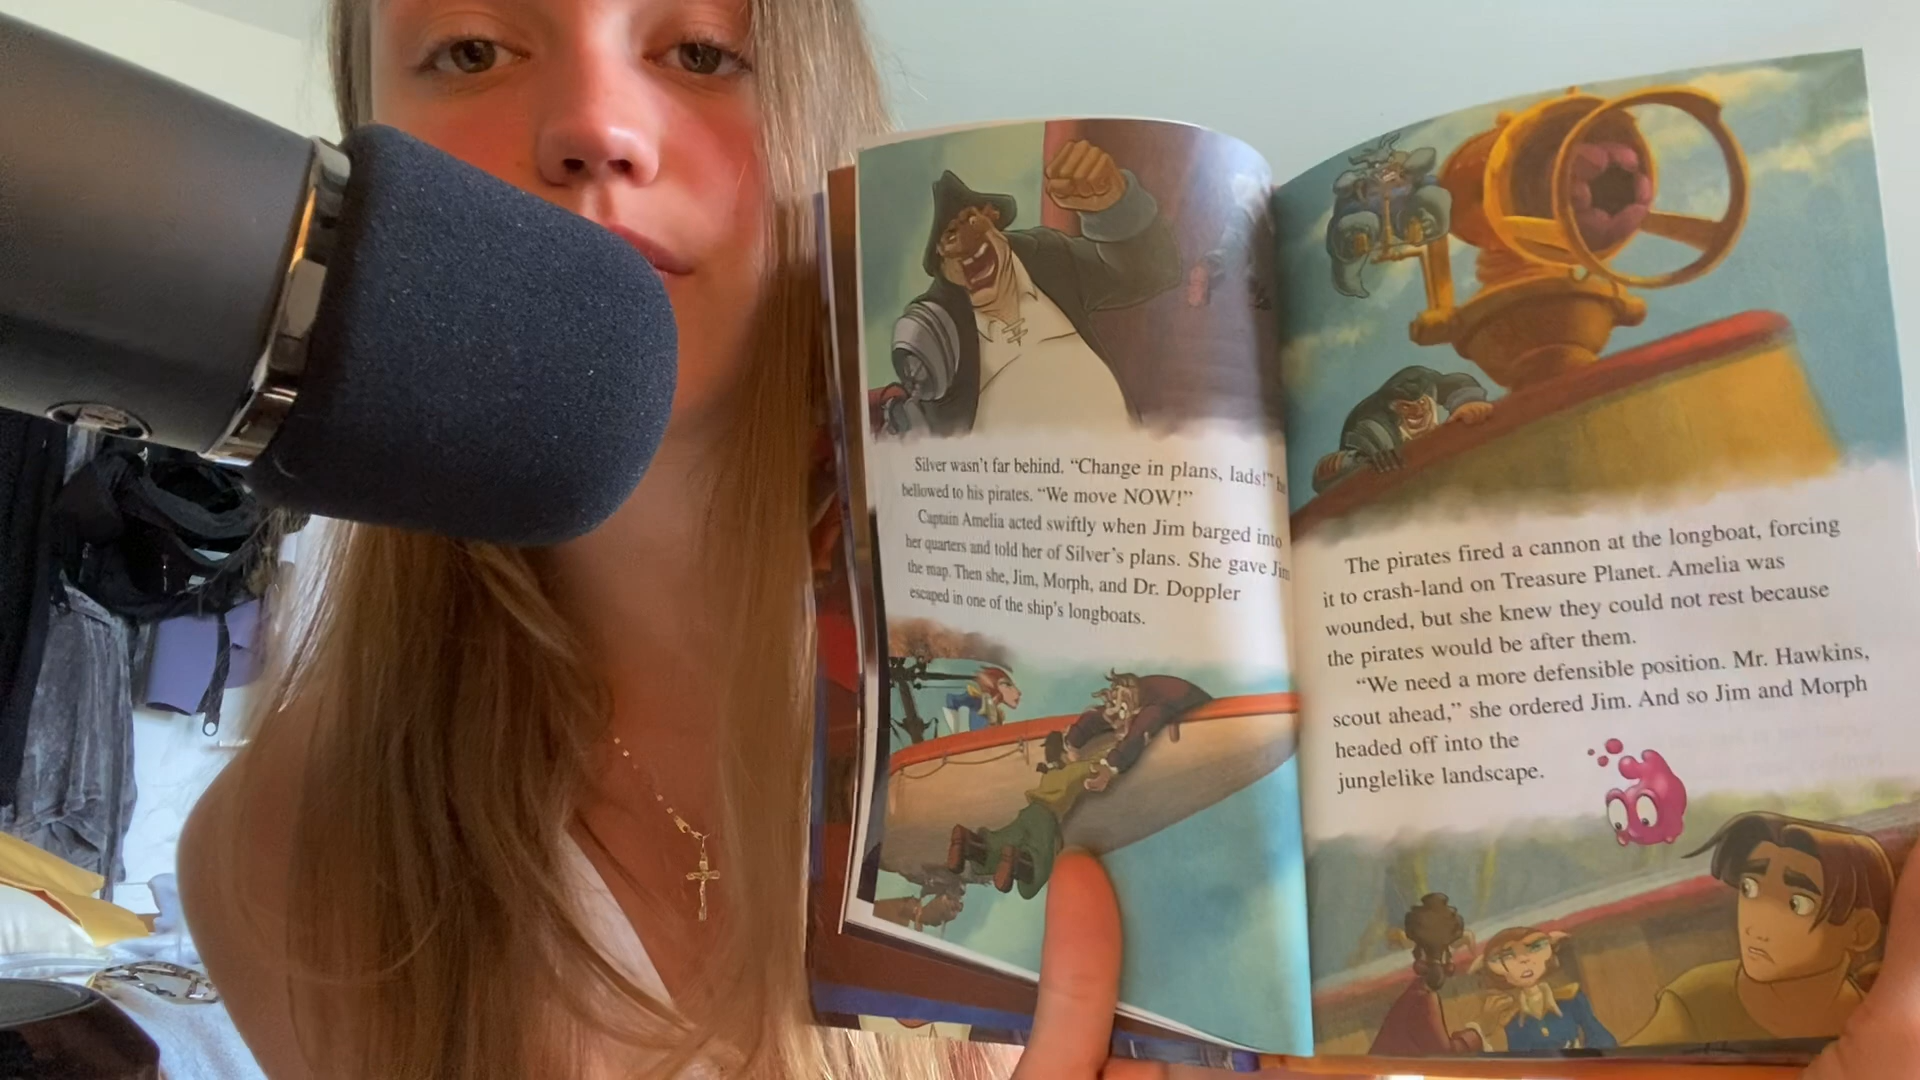 Silver wasn't far behind. “Change in plans, lads!” he
bellowed to his pirates. “We move NOW!”
Captain Amelia acted swiftly when Jim barged into
her quarters and told her of Silver's plans. She gave Jim
the map. Then she, Jim, Morph, and Dr. Doppler
escaped in one of the ship's longboats.
The pirates fired a cannon at the longboat, forcing
it to crash-land on Treasure Planet. Amelia was
wounded, but she knew they could not rest because
the pirates would be after them.
“We need a more defensible position. Mr. Hawkins,
scout ahead,” she ordered Jim. And so Jim and Morph
headed off into the
junglelike landscape.